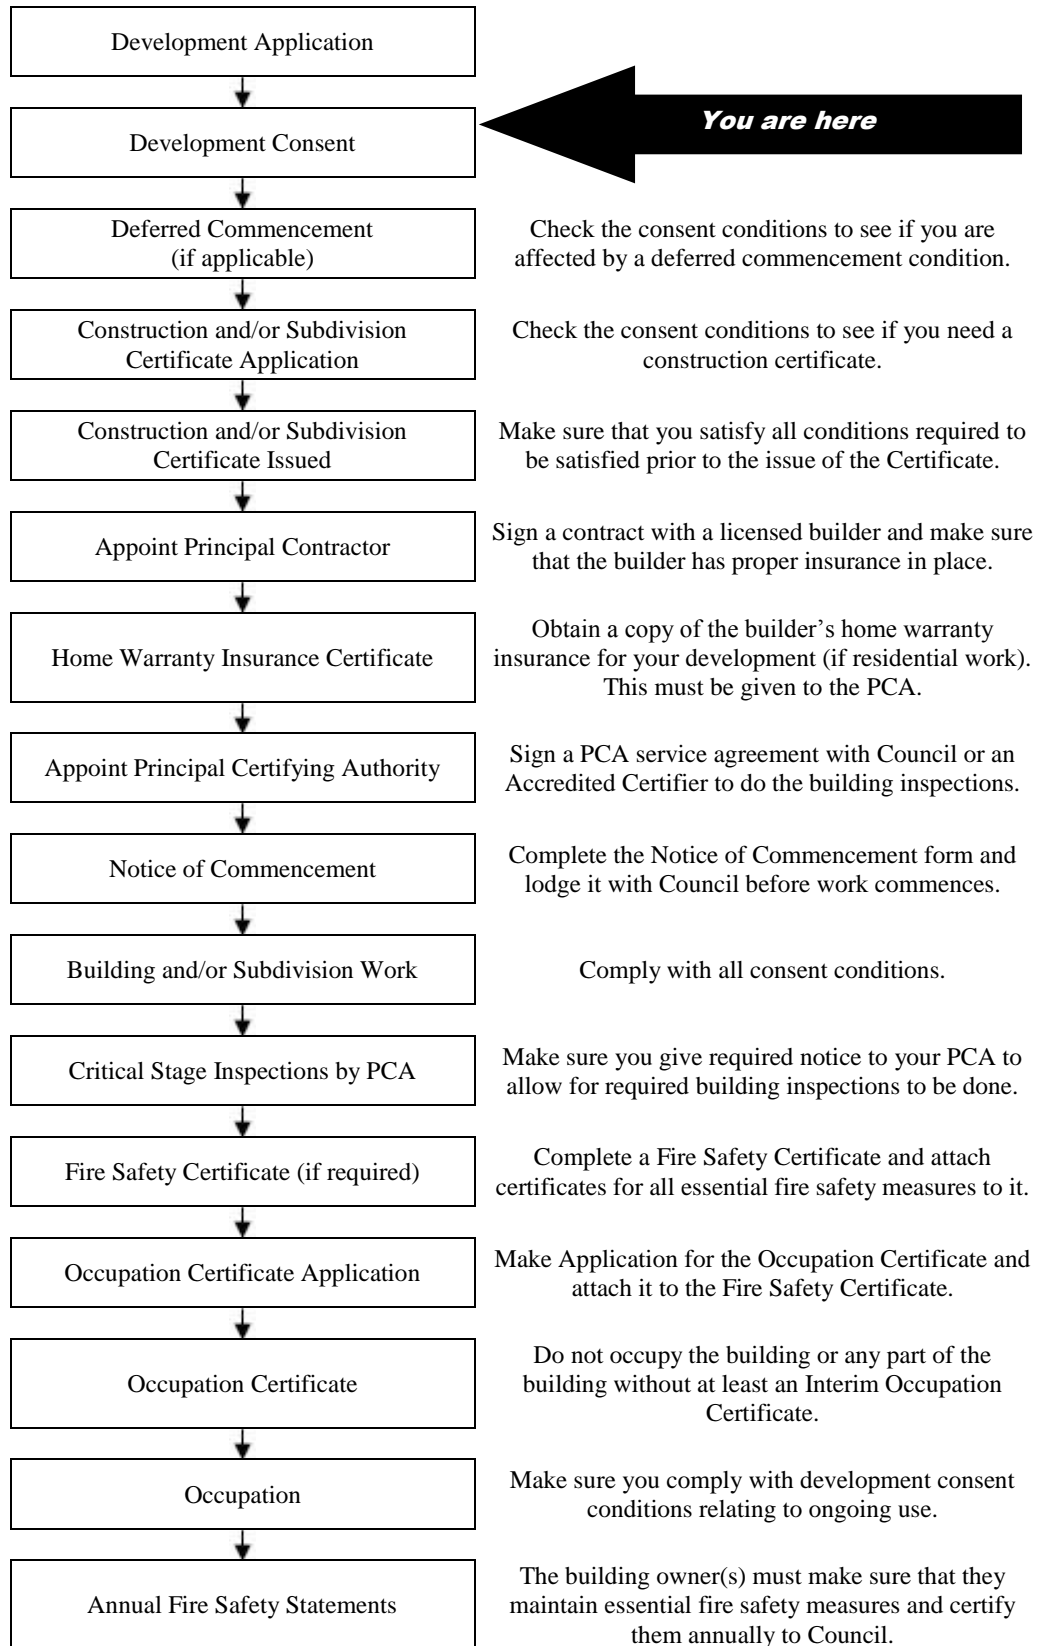 Development Application
Development Consent
You are here
Deferred Commencement
(if applicable)
Check the consent conditions to see if you are
affected by a deferred commencement condition.
Construction and/or Subdivision
Certificate Application
Check the consent conditions to see if you need a
construction certificate.
Construction and/or Subdivision
Certificate Issued
Make sure that you satisfy all conditions required to
be satisfied prior to the issue of the Certificate.
Appoint Principal Contractor
Sign a contract with a licensed builder and make sure
that the builder has proper insurance in place.
Home Warranty Insurance Certificate
Obtain a copy of the builder’s home warranty
insurance for your development (if residential work).
This must be given to the PCA.
Appoint Principal Certifying Authority
Sign a PCA service agreement with Council or an
Accredited Certifier to do the building inspections.
Notice of Commencement
Complete the Notice of Commencement form and
lodge it with Council before work commences.
Building and/or Subdivision Work
Comply with all consent conditions.
Critical Stage Inspections by PCA
Make sure you give required notice to your PCA to
allow for required building inspections to be done.
Fire Safety Certificate (if required)
Complete a Fire Safety Certificate and attach
certificates for all essential fire safety measures to it.
Occupation Certificate Application
Make Application for the Occupation Certificate and
attach it to the Fire Safety Certificate.
Occupation Certificate
Do not occupy the building or any part of the
building without at least an Interim Occupation
Certificate.
Occupation
Make sure you comply with development consent
conditions relating to ongoing use.
Annual Fire Safety Statements
The building owner(s) must make sure that they
maintain essential fire safety measures and certify
them annually to Council.